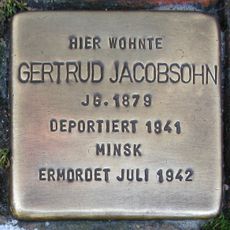 HIER WOHNTE
GERTRUD JACOBSOHN
JG. 1879
DEPORTIERT 1941
MINSK
ERMORDET JULI 1942